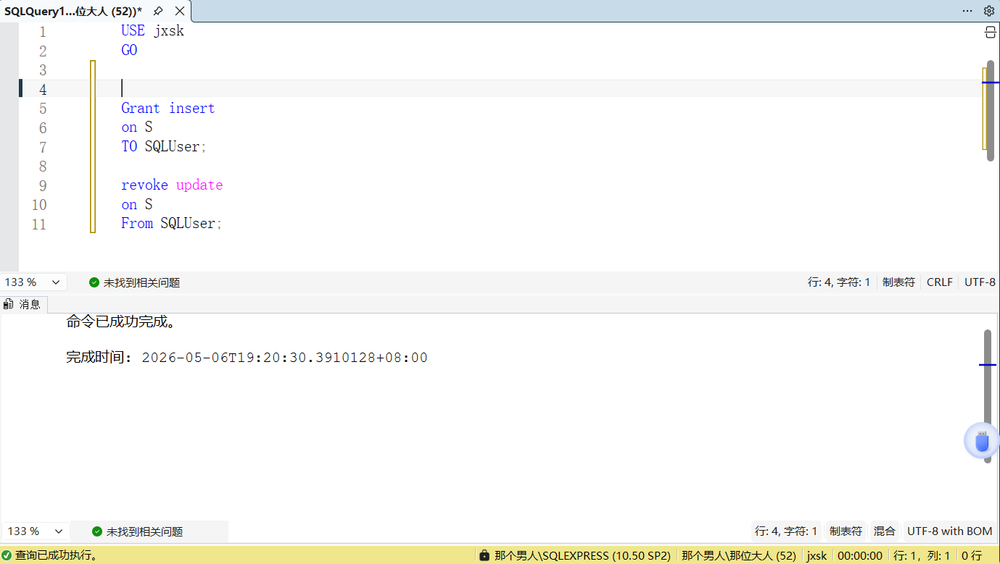 SQLQuery1...位大人 (52))*
1 USE jxsk
2 GO
3
4
5 Grant insert
6 on S
7 TO SQLUser;
8
9 revoke update
10 on S
11 From SQLUser;
133 % 未找到相关问题 行: 4, 字符: 1 制表符 CRLF UTF-8
消息
命令已成功完成。
完成时间: 2026-05-06T19:20:30.3910128+08:00
133 % 未找到相关问题 行: 4, 字符: 1 制表符 混合 UTF-8 with BOM
查询已成功执行。 那个男人\SQLEXPRESS (10.50 SP2) 那个男人\那位大人 (52) jxsk 00:00:00 行: 1, 列: 1 0 行